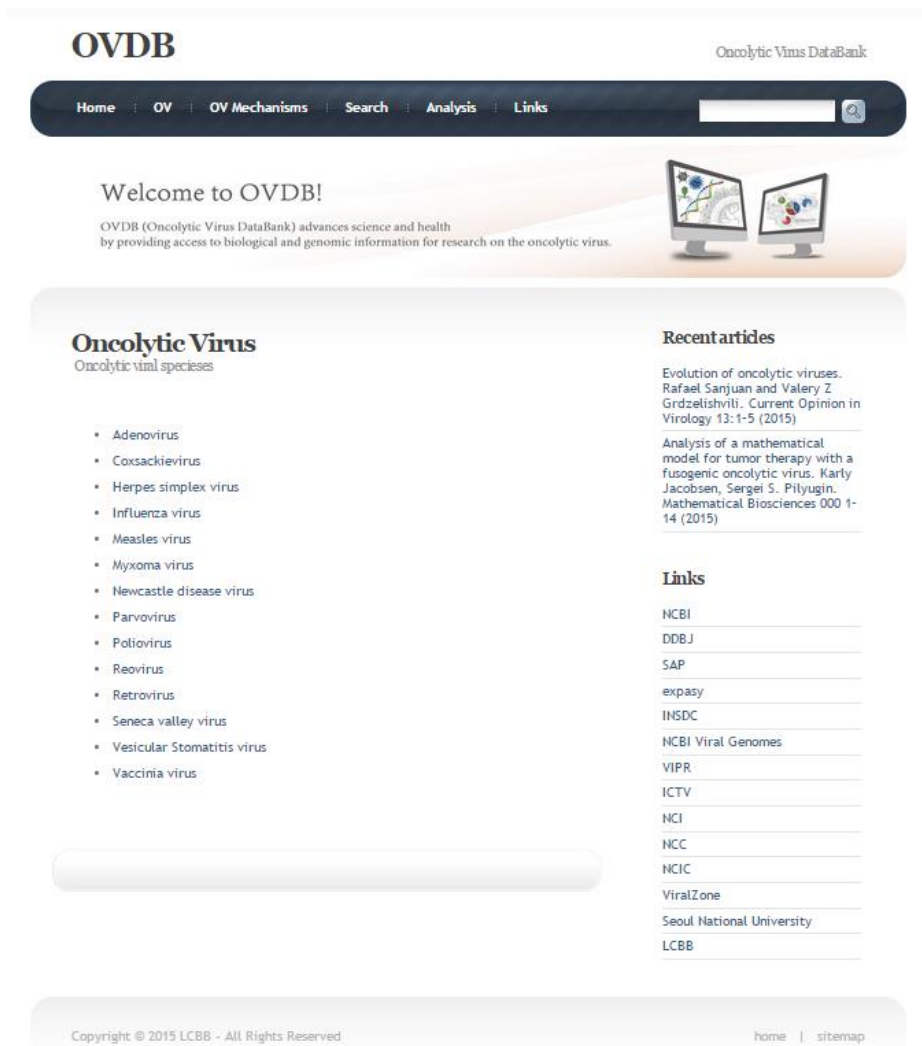 OVDB
Oncolytic Virus DataBank
Home OV OV Mechanisms Search Analysis Links
Welcome to OVDB!
OVDB (Oncolytic Virus DataBank) advances science and health
by providing access to biological and genomic information for research on the oncolytic virus.
Oncolytic Virus
Oncolytic viral specieses
Adenovirus
Coxsackievirus
Herpes simplex virus
Influenza virus
Measles virus
Myxoma virus
Newcastle disease virus
Parvovirus
Poliovirus
Reovirus
Retrovirus
Seneca valley virus
Vesicular Stomatitis virus
Vaccinia virus
Recent articles
Evolution of oncolytic viruses.
Rafael Sanjuan and Valery Z
Grdzelishvili. Current Opinion in
Virology 13:1-5 (2015)
Analysis of a mathematical
model for tumor therapy with a
fusogenic oncolytic virus. Karly
Jacobsen, Sergei S. Pilyugin.
Mathematical Biosciences 000 1-
14 (2015)
Links
NCBI
DDBJ
SAP
expasy
INSDC
NCBI Viral Genomes
VIPR
ICTV
NCI
NCC
NCIC
ViralZone
Seoul National University
LCBB
Copyright © 2015 LCBB - All Rights Reserved
home | sitemap